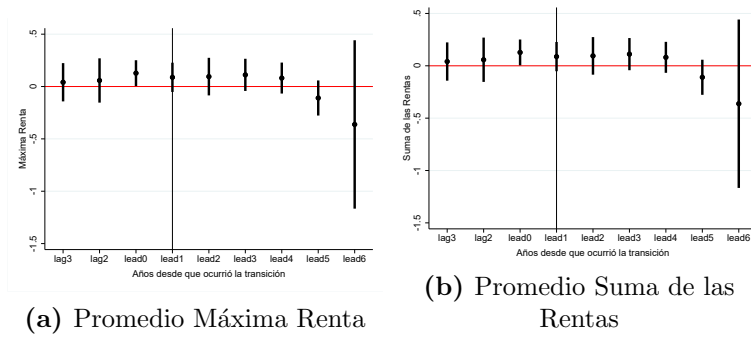 .5
0
-.5
-1
-1.5
Máxima Renta
lag3 lag2 lead0 lead1 lead2 lead3 lead4 lead5 lead6
Años desde que ocurrió la transición
(a) Promedio Máxima Renta
.5
0
-.5
-1
-1.5
Suma de las Rentas
lag3 lag2 lead0 lead1 lead2 lead3 lead4 lead5 lead6
Años desde que ocurrió la transición
(b) Promedio Suma de las
Rentas